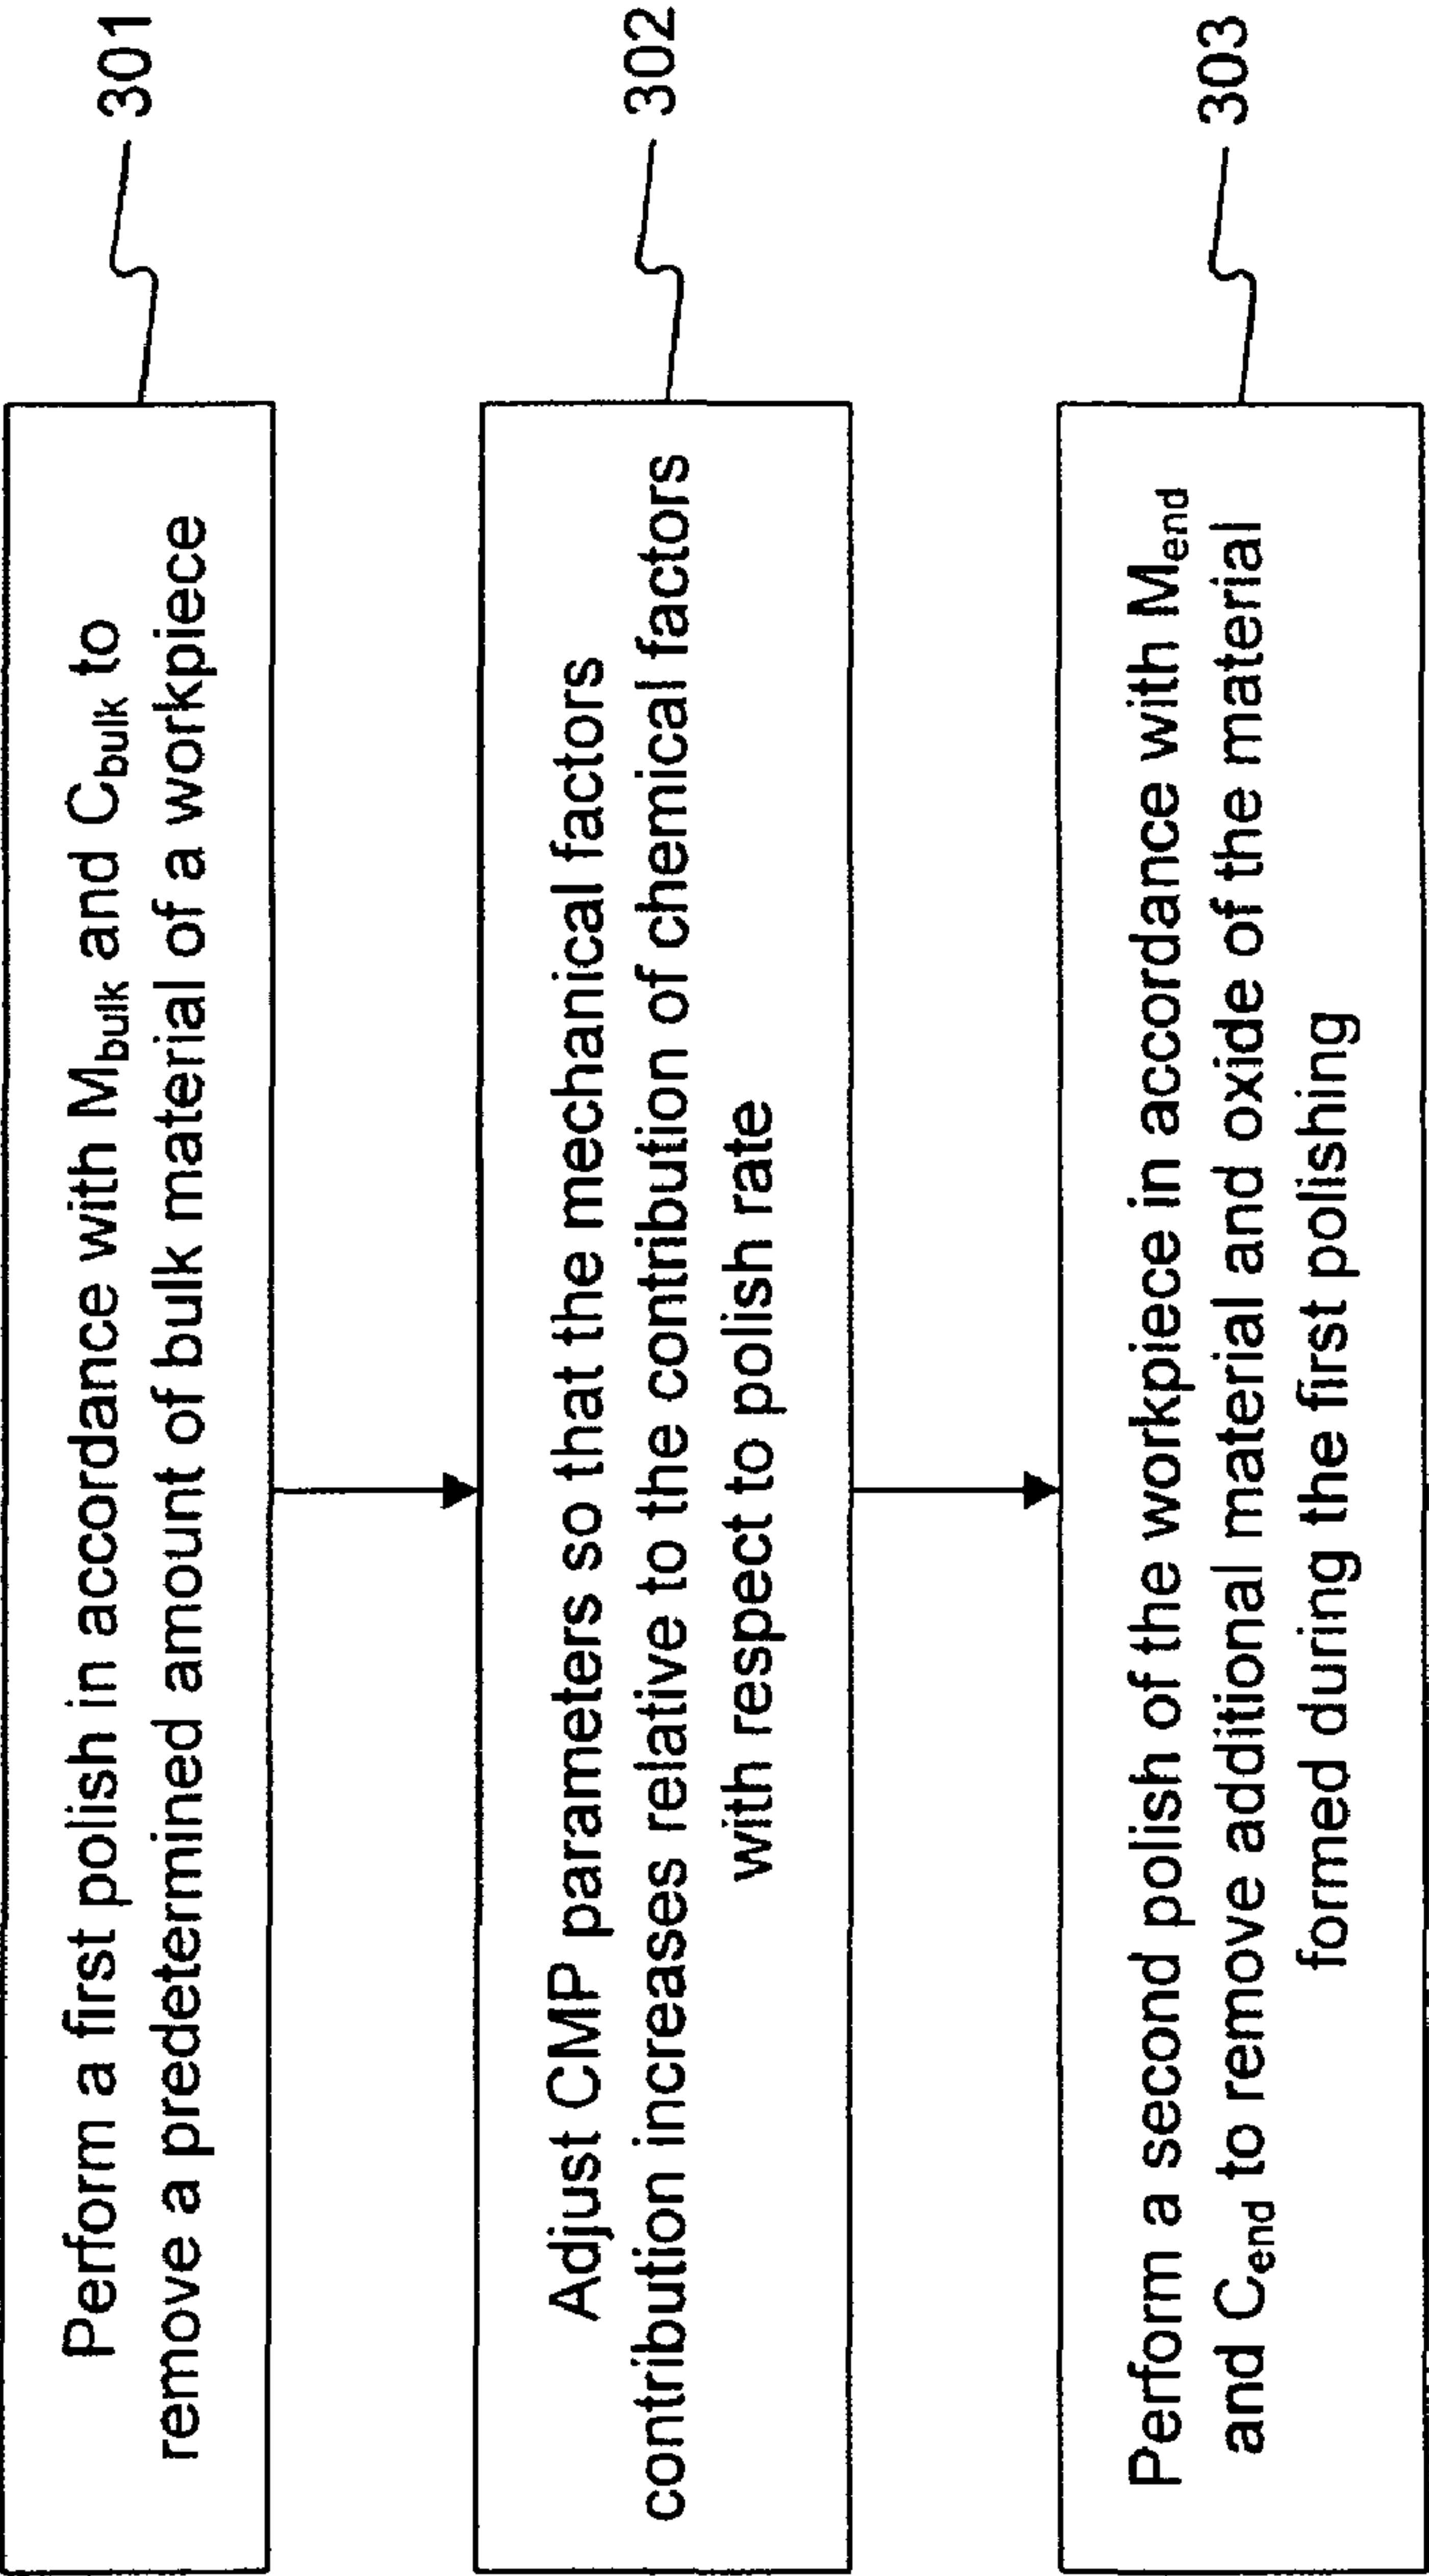 Perform a first polish in accordance with Mbulk and Cbulk to
remove a predetermined amount of bulk material of a workpiece
301
Adjust CMP parameters so that the mechanical factors
contribution increases relative to the contribution of chemical factors
with respect to polish rate
302
Perform a second polish of the workpiece in accordance with Mend
and Cend to remove additional material and oxide of the material
formed during the first polishing
303